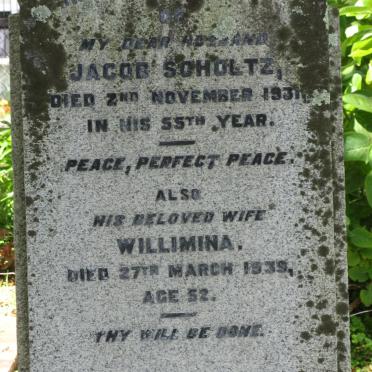 OF
MY DEAR HUSBAND
JACOB SCHULTZ,
DIED 2ND NOVEMBER 1931,
IN HIS 55TH YEAR.
PEACE, PERFECT PEACE.
ALSO
HIS BELOVED WIFE
WILLIMINA.
DIED 27TH MARCH 1939,
AGE 52.
THY WILL BE DONE.